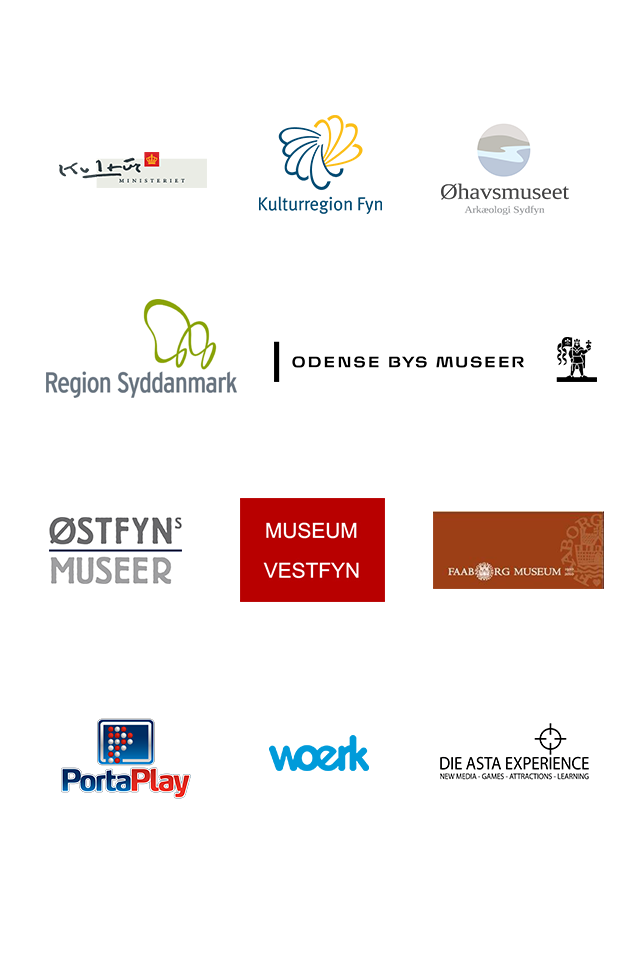 Kultur
MINISTERIET
Kulturregion Fyn
Øhavsmuseet
Arkæologi Sydfyn
Region Syddanmark
ODENSE BYS MUSEER
ØSTFYNS
MUSEER
MUSEUM
VESTFYN
FAABORG MUSEUM
PortaPlay
woerk
DIE ASTA EXPERIENCE
NEW MEDIA - GAMES - ATTRACTIONS - LEARNING